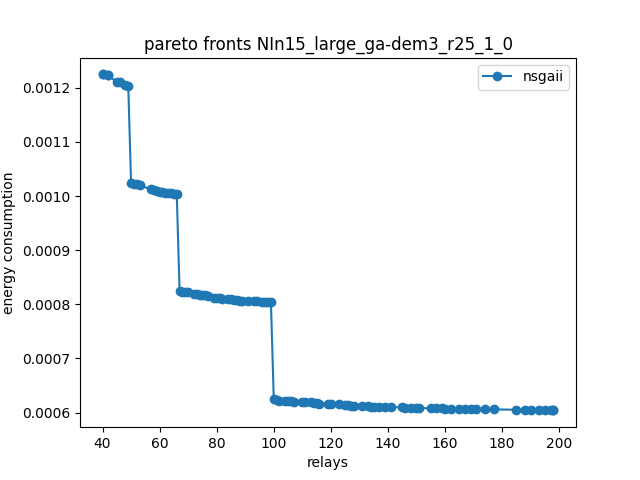 pareto fronts NIn15_large_ga-dem3_r25_1_0
nsgaii
0.0012
0.0011
0.0010
0.0009
0.0008
0.0007
0.0006
energy consumption
40 60 80 100 120 140 160 180 200
relays